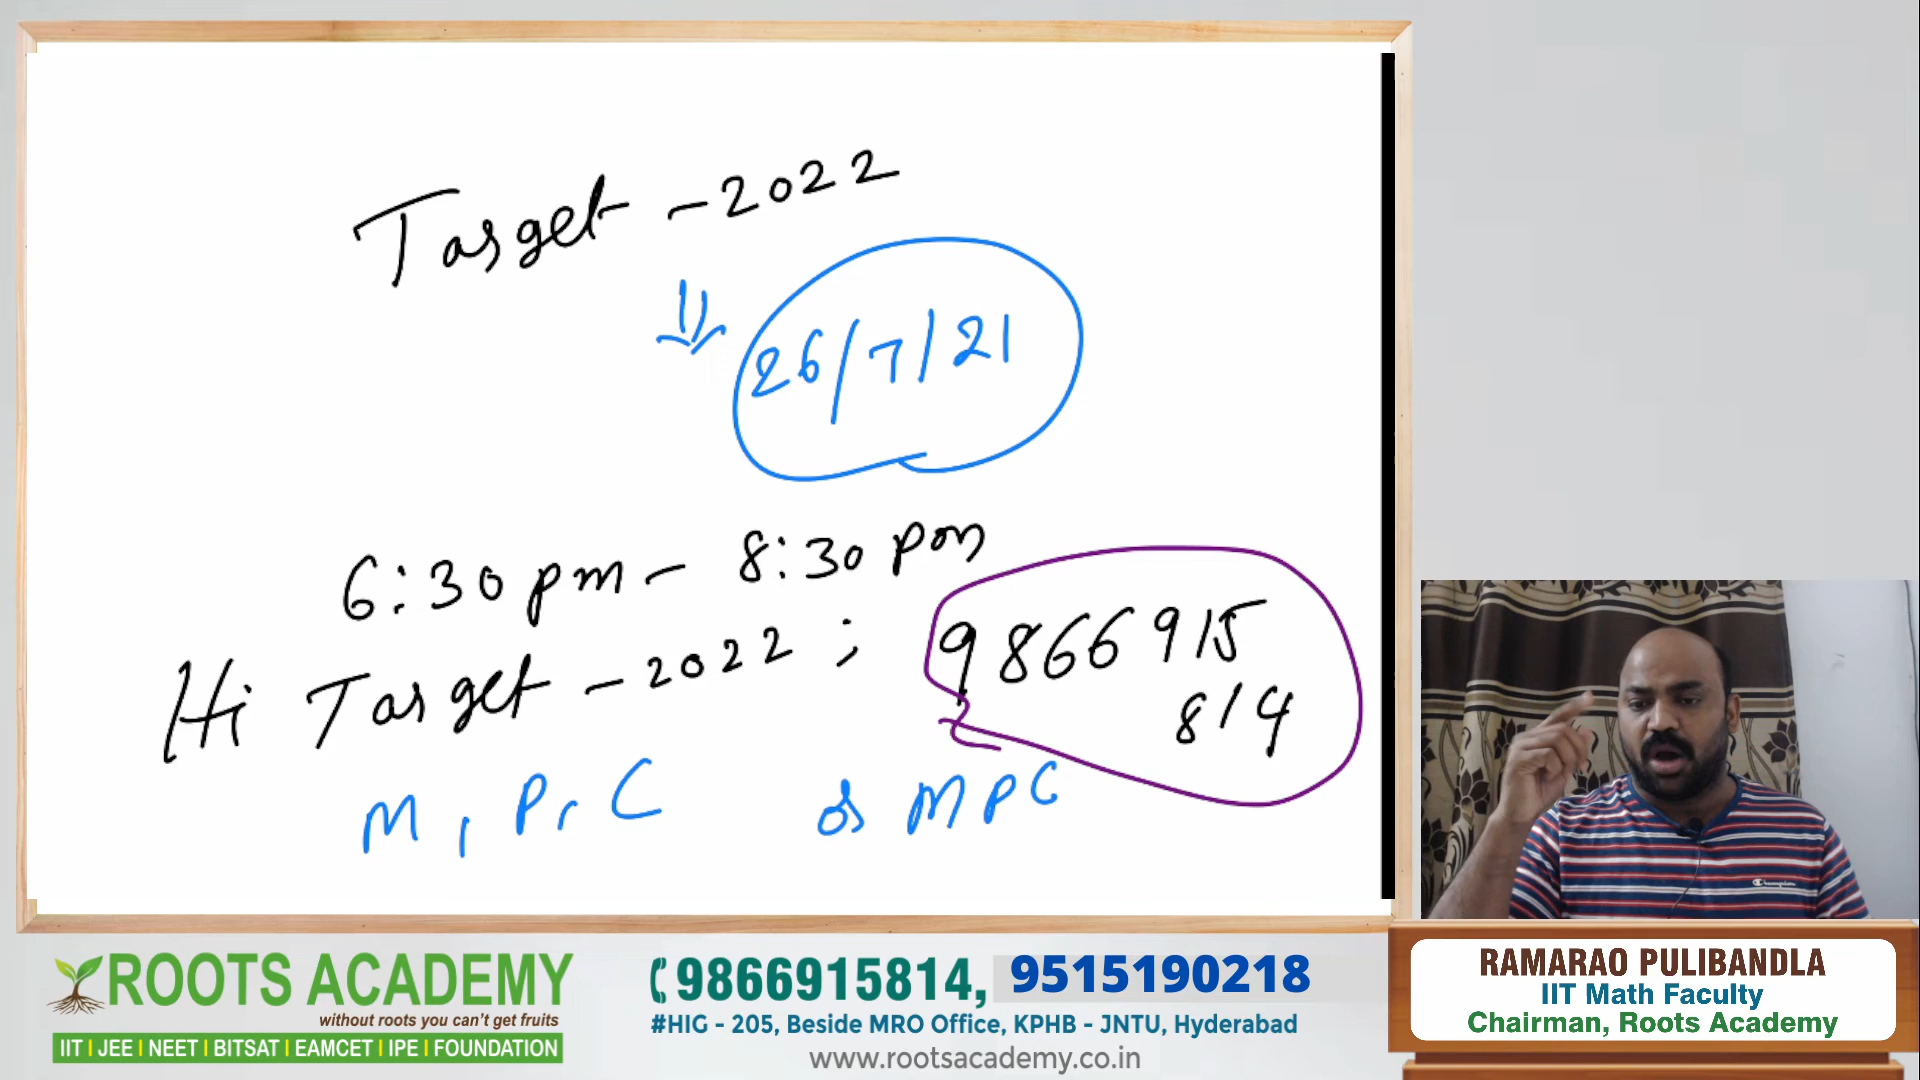 Target - 2022
26/7/21
6:30 pm - 8:30 pm
Hi Target - 2022 ; 9866915
814
M, P, C or MPC
ROOTS ACADEMY
without roots you can't get fruits
IIT | JEE | NEET | BITSAT | EAMCET | IPE | FOUNDATION
9866915814, 9515190218
#HIG - 205, Beside MRO Office, KPHB - JNTU, Hyderabad
www.rootsacademy.co.in
Champion
RAMARAO PULIBANDLA
IIT Math Faculty
Chairman, Roots Academy